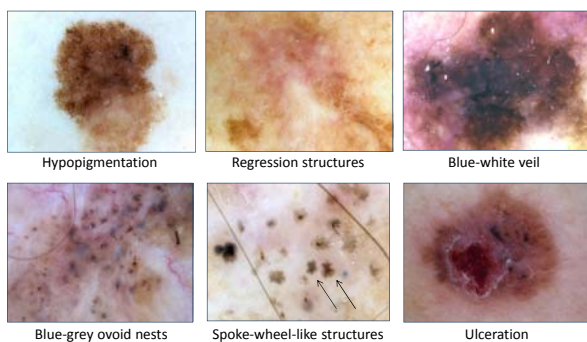 Hypopigmentation
Regression structures
Blue-white veil
Blue-grey ovoid nests
Spoke-wheel-like structures
Ulceration